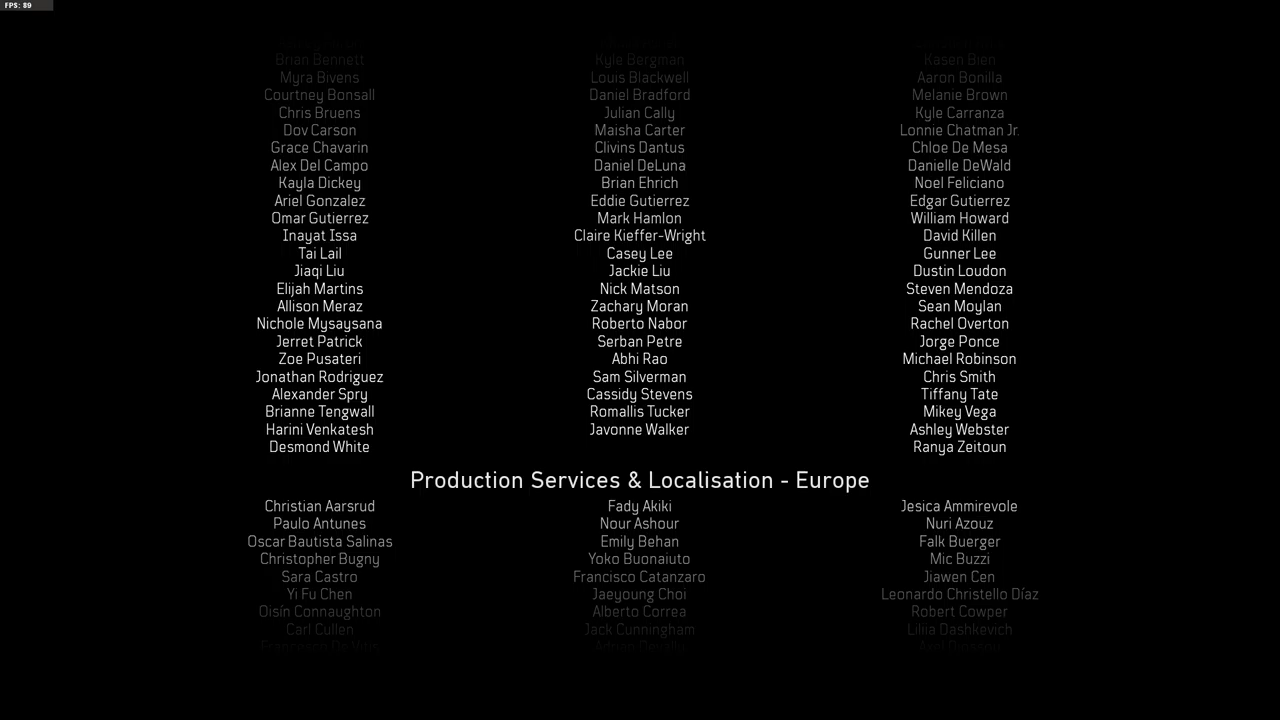 FPS: 89
Brian Bennett Kyle Bergman Kasen Bien
Myra Bivens Louis Blackwell Aaron Bonilla
Courtney Bonsall Daniel Bradford Melanie Brown
Chris Bruens Julian Cally Kyle Carranza
Dov Carson Maisha Carter Lonnie Chatman Jr.
Grace Chavarin Clivins Dantus Chloe De Mesa
Alex Del Campo Daniel DeLuna Danielle DeWald
Kayla Dickey Brian Ehrich Noel Feliciano
Ariel Gonzalez Eddie Gutierrez Edgar Gutierrez
Omar Gutierrez Mark Hamlon William Howard
Inayat Issa Claire Kieffer-Wright David Killen
Tai Lail Casey Lee Gunner Lee
Jiaqi Liu Jackie Liu Dustin Loudon
Elijah Martins Nick Matson Steven Mendoza
Allison Meraz Zachary Moran Sean Moylan
Nichole Mysaysana Roberto Nabor Rachel Overton
Jerret Patrick Serban Petre Jorge Ponce
Zoe Pusateri Abhi Rao Michael Robinson
Jonathan Rodriguez Sam Silverman Chris Smith
Alexander Spry Cassidy Stevens Tiffany Tate
Brianne Tengwall Romallis Tucker Mikey Vega
Harini Venkatesh Javonne Walker Ashley Webster
Desmond White Ranya Zeitoun
Production Services & Localisation - Europe
Christian Aarsrud Fady Akiki Jesica Ammirevole
Paulo Antunes Nour Ashour Nuri Azouz
Oscar Bautista Salinas Emily Behan Falk Buerger
Christopher Bugny Yoko Buonaiuto Mic Buzzi
Sara Castro Francisco Catanzaro Jiawen Cen
Yi Fu Chen Jaeyoung Choi Leonardo Christello Díaz
Oisín Connaughton Alberto Correa Robert Cowper
Carl Cullen Jack Cunningham Liliia Dashkevich
Francesco De Vitis Adrian